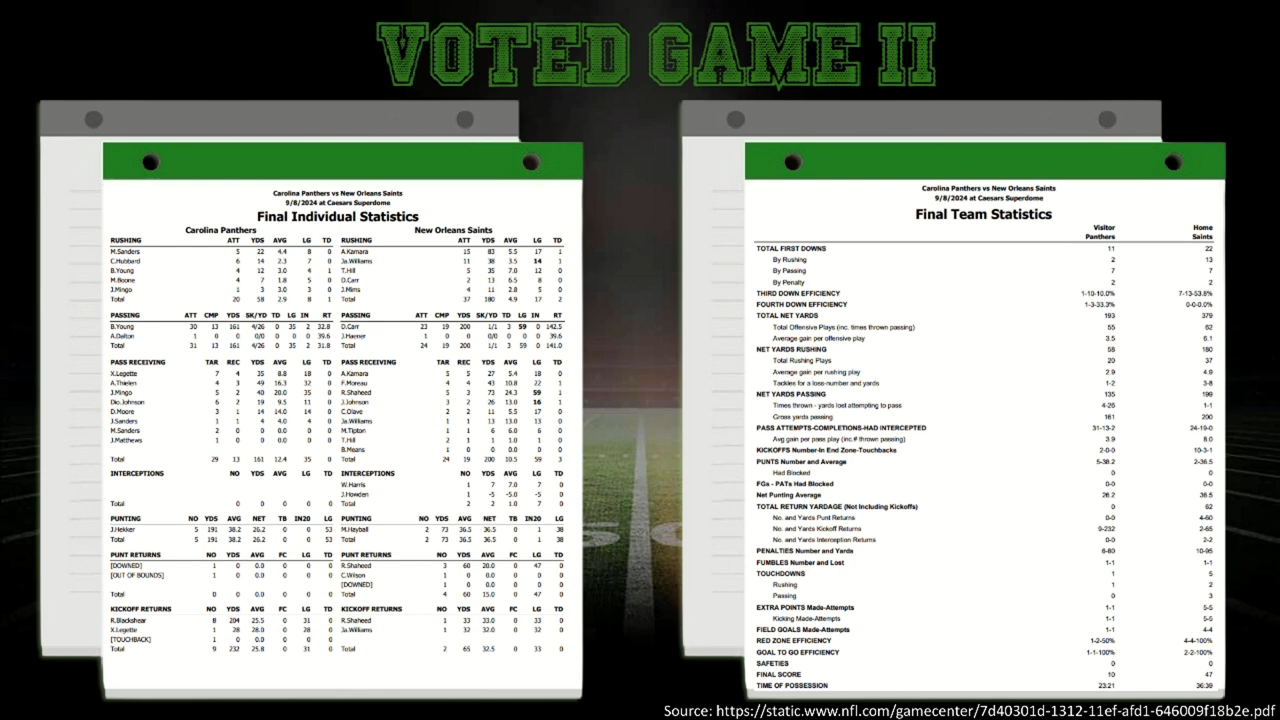 VOTED GAME II
Carolina Panthers vs New Orleans Saints
9/8/2024 at Caesars Superdome
Final Individual Statistics
Carolina Panthers New Orleans Saints
RUSHING ATT YDS AVG LG TD RUSHING ATT YDS AVG LG TD
M.Sanders 5 22 4.4 8 0 A.Kamara 15 83 5.5 17 1
C.Hubbard 6 14 2.3 7 0 Ja.Williams 11 38 3.5 14 1
B.Young 4 12 3.0 4 1 T.Hill 5 35 7.0 12 0
M.Boone 4 7 1.8 5 0 D.Carr 2 13 6.5 8 0
J.Mingo 1 3 3.0 3 0 J.Mims 4 11 2.8 5 0
Total 20 58 2.9 8 1 Total 37 180 4.9 17 2
PASSING ATT CMP YDS SK/YD TD LG IN RT PASSING ATT CMP YDS SK/YD TD LG IN RT
B.Young 30 13 161 4/26 0 35 2 32.8 D.Carr 23 19 200 1/1 3 59 0 142.5
A.Dalton 1 0 0 0/0 0 0 0 39.6 J.Haener 1 0 0 0/0 0 0 0 39.6
Total 31 13 161 4/26 0 35 2 31.8 Total 24 19 200 1/1 3 59 0 141.0
PASS RECEIVING TAR REC YDS AVG LG TD PASS RECEIVING TAR REC YDS AVG LG TD
X.Legette 7 4 35 8.8 18 0 A.Kamara 5 5 27 5.4 18 0
A.Thielen 4 3 49 16.3 32 0 F.Moreau 4 4 43 10.8 22 1
J.Mingo 5 2 40 20.0 35 0 R.Shaheed 5 3 73 24.3 59 1
Dio.Johnson 6 2 19 9.5 11 0 J.Johnson 3 2 26 13.0 16 1
D.Moore 3 1 14 14.0 14 0 C.Olave 2 2 11 5.5 17 0
J.Sanders 1 1 4 4.0 4 0 Ja.Williams 1 1 13 13.0 13 0
M.Sanders 2 0 0 0.0 0 0 M.Tipton 1 1 6 6.0 6 0
J.Matthews 1 0 0 0.0 0 0 T.Hill 2 1 1 1.0 1 0
B.Means 1 0 0 0.0 0 0
Total 29 13 161 12.4 35 0 Total 24 19 200 10.5 59 3
INTERCEPTIONS NO YDS AVG LG TD INTERCEPTIONS NO YDS AVG LG TD
W.Harris 1 7 7.0 7 0
J.Howden 1 -5 -5.0 -5 0
Total 0 0 0 0 0 Total 2 2 1.0 7 0
PUNTING NO YDS AVG NET TB IN20 LG PUNTING NO YDS AVG NET TB IN20 LG
J.Hekker 5 191 38.2 26.2 0 0 53 M.Hayball 2 73 36.5 36.5 0 1 38
Total 5 191 38.2 26.2 0 0 53 Total 2 73 36.5 36.5 0 1 38
PUNT RETURNS NO YDS AVG FC LG TD PUNT RETURNS NO YDS AVG FC LG TD
[DOWNED] 1 0 0.0 0 0 0 R.Shaheed 3 60 20.0 0 47 0
[OUT OF BOUNDS] 1 0 0.0 0 0 0 C.Wilson 1 0 0.0 0 0 0
[DOWNED] 1 0 0.0 0 0 0
Total 0 0 0.0 0 0 0 Total 4 60 15.0 0 47 0
KICKOFF RETURNS NO YDS AVG FC LG TD KICKOFF RETURNS NO YDS AVG FC LG TD
R.Blackshear 8 204 25.5 0 31 0 R.Shaheed 1 33 33.0 0 33 0
X.Legette 1 28 28.0 0 28 0 Ja.Williams 1 32 32.0 0 32 0
[TOUCHBACK] 1 0 0.0 0 0 0
Total 9 232 25.8 0 31 0 Total 2 65 32.5 0 33 0
Carolina Panthers vs New Orleans Saints
9/8/2024 at Caesars Superdome
Final Team Statistics
Visitor Home
Panthers Saints
TOTAL FIRST DOWNS 11 22
By Rushing 2 13
By Passing 7 7
By Penalty 2 2
THIRD DOWN EFFICIENCY 1-10-10.0% 7-13-53.8%
FOURTH DOWN EFFICIENCY 1-3-33.3% 0-0-0.0%
TOTAL NET YARDS 193 379
Total Offensive Plays (inc. times thrown passing) 55 62
Average gain per offensive play 3.5 6.1
NET YARDS RUSHING 58 180
Total Rushing Plays 20 37
Average gain per rushing play 2.9 4.9
Tackles for a loss-number and yards 1-2 3-8
NET YARDS PASSING 135 199
Times thrown - yards lost attempting to pass 4-26 1-1
Gross yards passing 161 200
PASS ATTEMPTS-COMPLETIONS-HAD INTERCEPTED 31-13-2 24-19-0
Avg gain per pass play (inc.# thrown passing) 3.9 8.0
KICKOFFS Number-In End Zone-Touchbacks 2-0-0 10-3-1
PUNTS Number and Average 5-38.2 2-36.5
Had Blocked 0 0
FGs - PATs Had Blocked 0-0 0-0
Net Punting Average 26.2 36.5
TOTAL RETURN YARDAGE (Not Including Kickoffs) 0 62
No. and Yards Punt Returns 0-0 4-60
No. and Yards Kickoff Returns 9-232 2-65
No. and Yards Interception Returns 0-0 2-2
PENALTIES Number and Yards 6-80 10-95
FUMBLES Number and Lost 1-1 1-1
TOUCHDOWNS 1 5
Rushing 1 2
Passing 0 3
EXTRA POINTS Made-Attempts 1-1 5-5
Kicking Made-Attempts 1-1 5-5
FIELD GOALS Made-Attempts 1-1 4-4
RED ZONE EFFICIENCY 1-2-50% 4-4-100%
GOAL TO GO EFFICIENCY 1-1-100% 2-2-100%
SAFETIES 0 0
FINAL SCORE 10 47
TIME OF POSSESSION 23:21 36:39
Source: https://static.www.nfl.com/gamecenter/7d40301d-1312-11ef-afd1-646009f18b2e.pdf